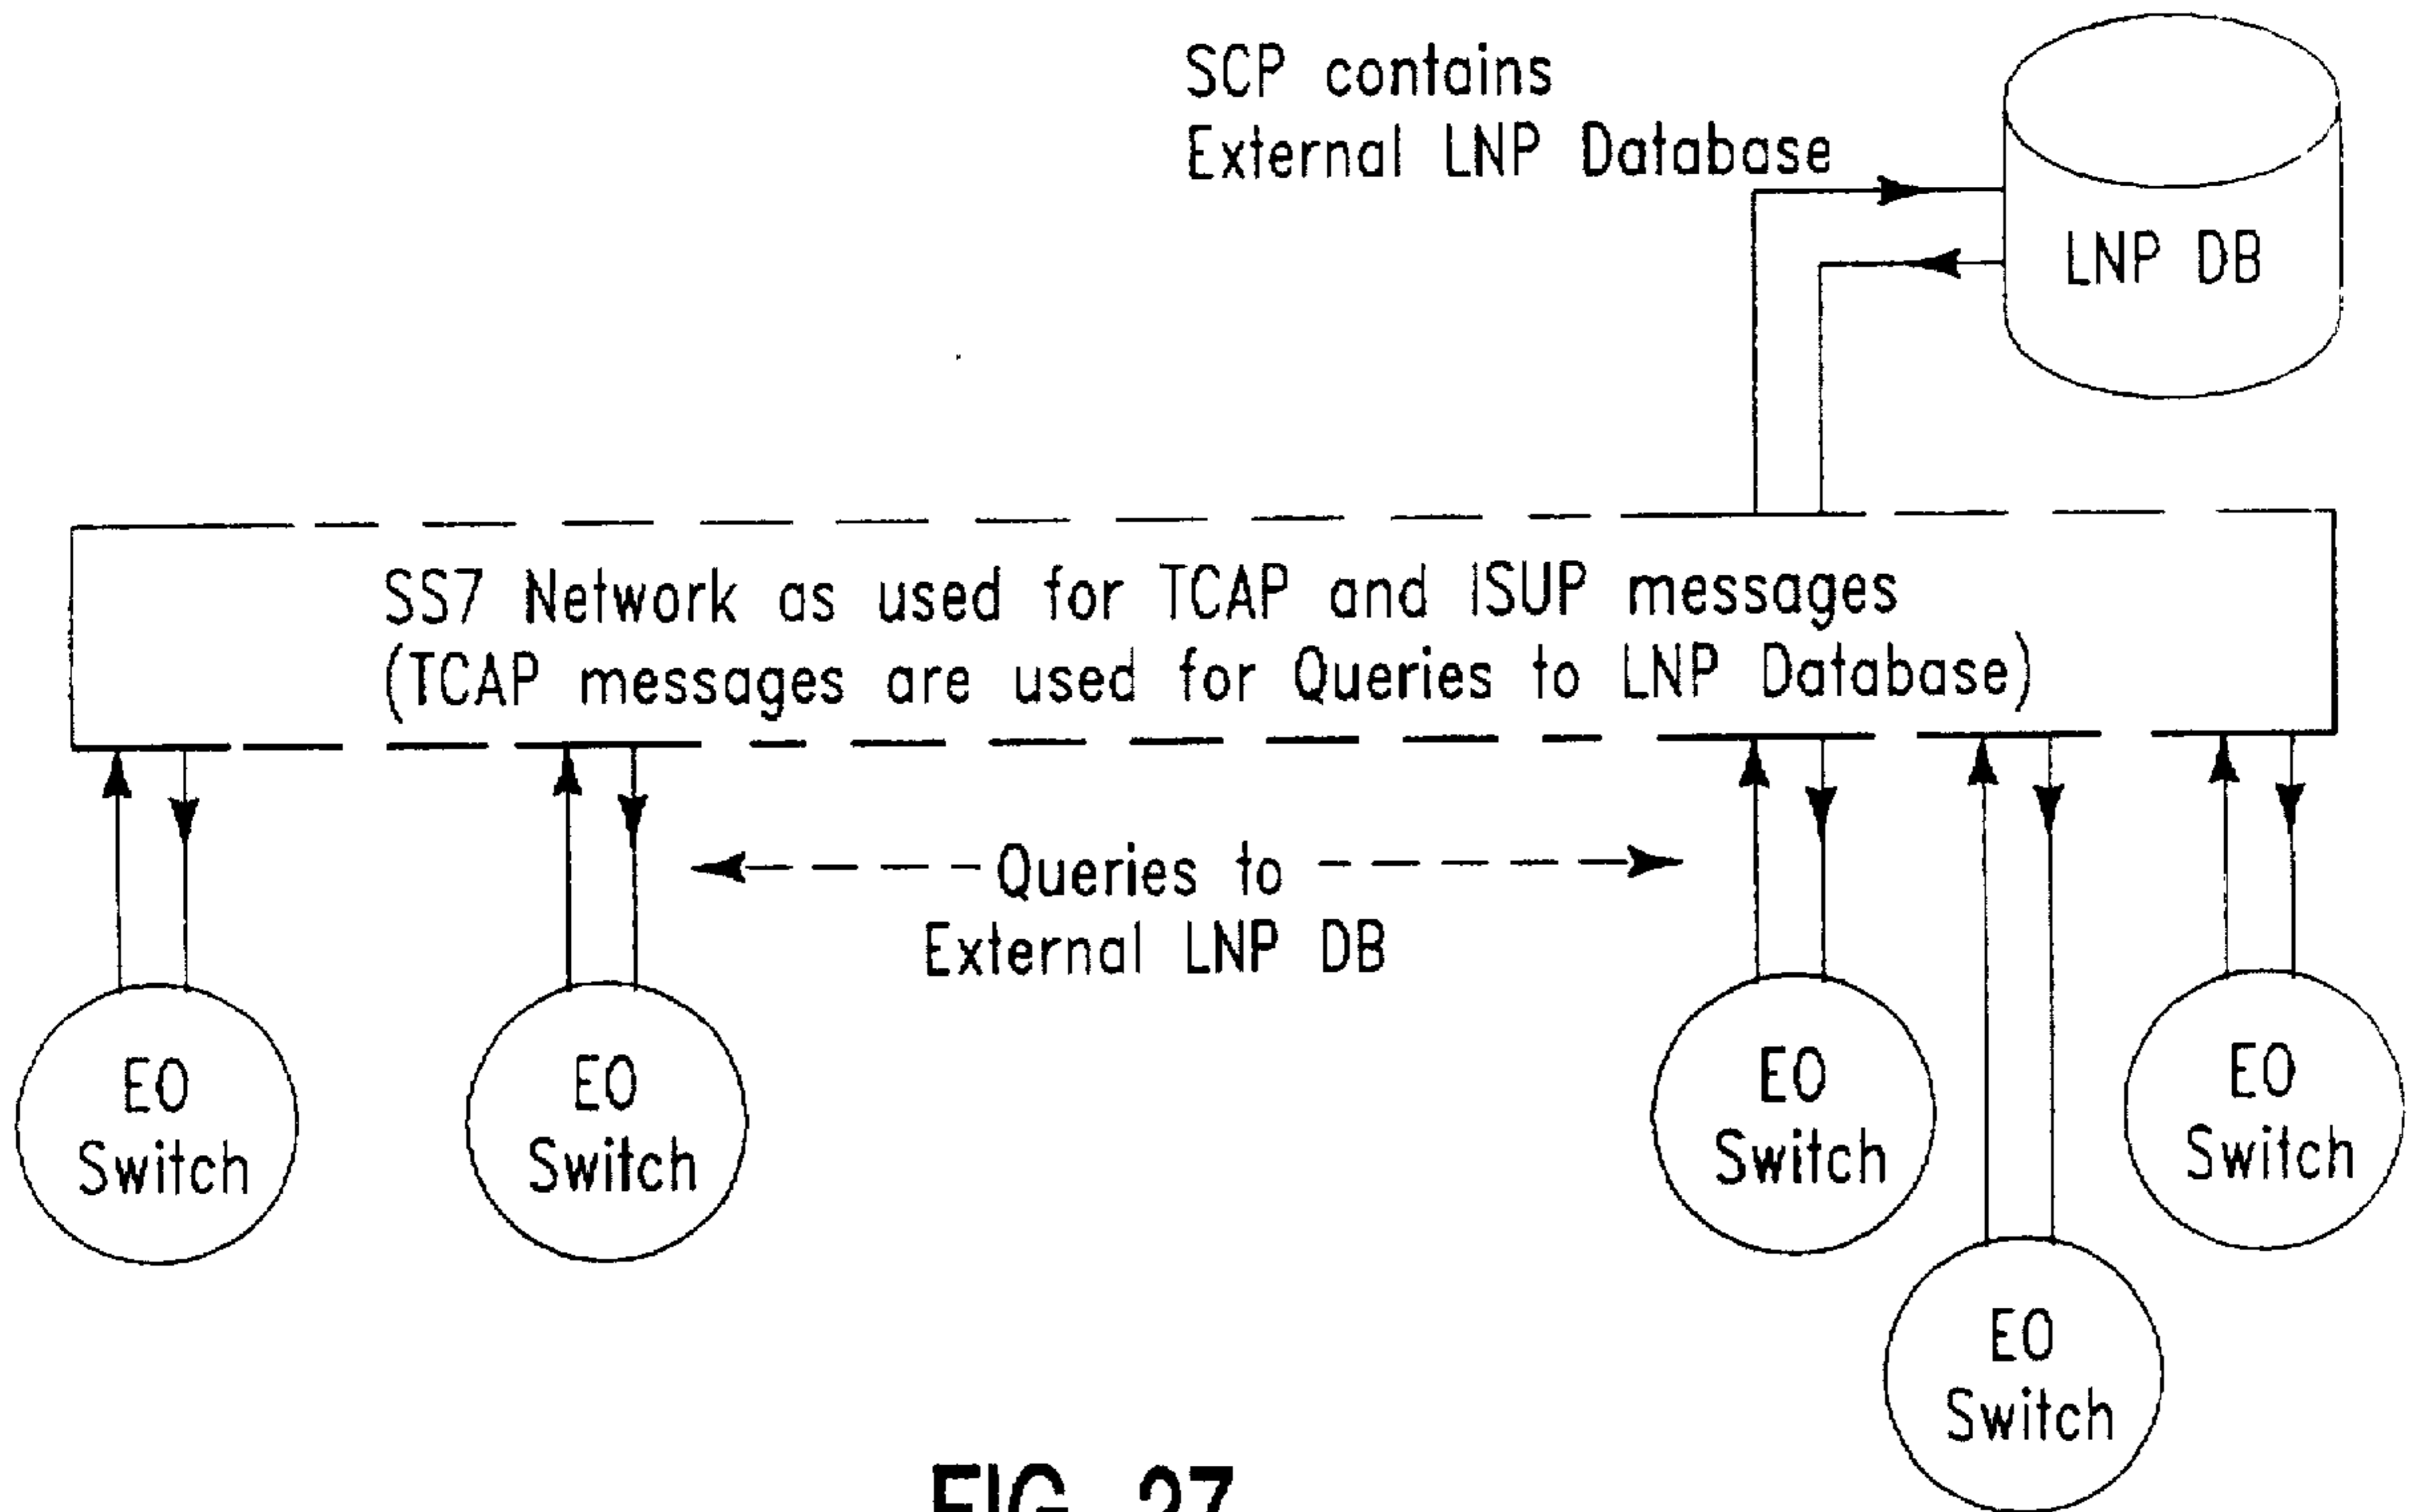 SCP contains
External LNP Database
LNP DB
SS7 Network as used for TCAP and ISUP messages
(TCAP messages are used for Queries to LNP Database)
Queries to
External LNP DB
EO
Switch
EO
Switch
EO
Switch
EO
Switch
EO
Switch
FIG. 27